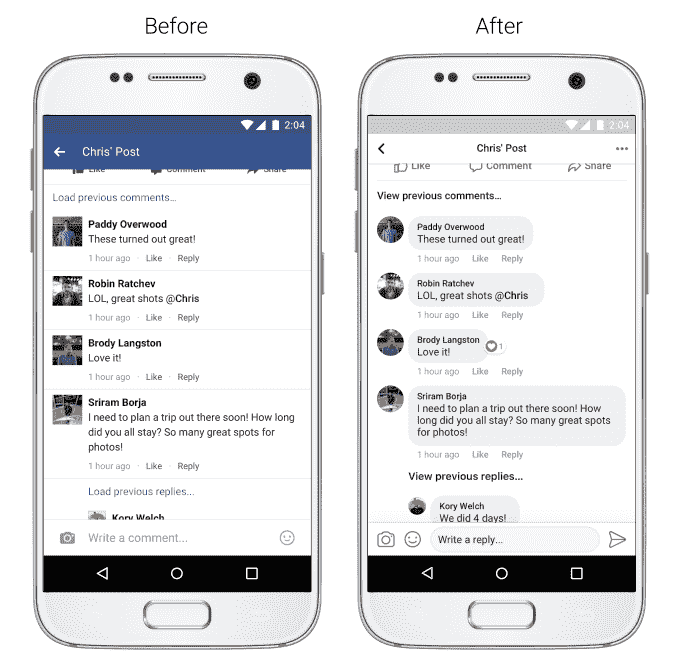 Before
2:04
Chris' Post
Like Comment Share
Load previous comments...
Paddy Overwood
These turned out great!
1 hour ago · Like · Reply
Robin Ratchev
LOL, great shots @Chris
1 hour ago · Like · Reply
Brody Langston
Love it!
1 hour ago · Like · Reply
Sriram Borja
I need to plan a trip out there soon! How long
did you all stay? So many great spots for
photos!
1 hour ago · Like · Reply
Load previous replies...
Kory Welch
Write a comment...
After
2:04
Chris' Post
Like Comment Share
View previous comments...
Paddy Overwood
These turned out great!
1 hour ago Like Reply
Robin Ratchev
LOL, great shots @Chris
1 hour ago Like Reply
Brody Langston
Love it!
1
1 hour ago Like Reply
Sriram Borja
I need to plan a trip out there soon! How
long did you all stay? So many great spots
for photos!
1 hour ago Like Reply
View previous replies...
Kory Welch
We did 4 days!
Write a reply...